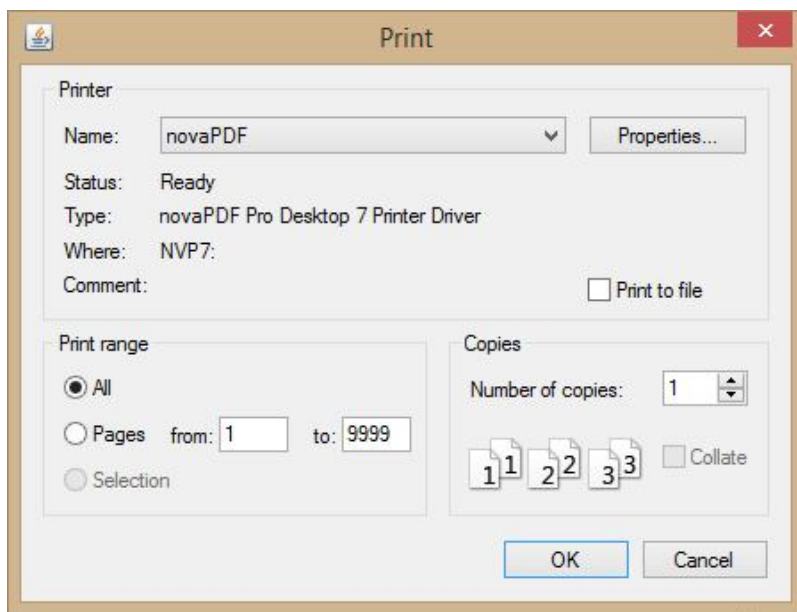 Print
Printer
Name: novaPDF Properties...
Status: Ready
Type: novaPDF Pro Desktop 7 Printer Driver
Where: NVP7:
Comment: Print to file
Print range
All
Pages from: 1 to: 9999
Selection
Copies
Number of copies: 1
1 1 2 2 3 3 Collate
OK Cancel